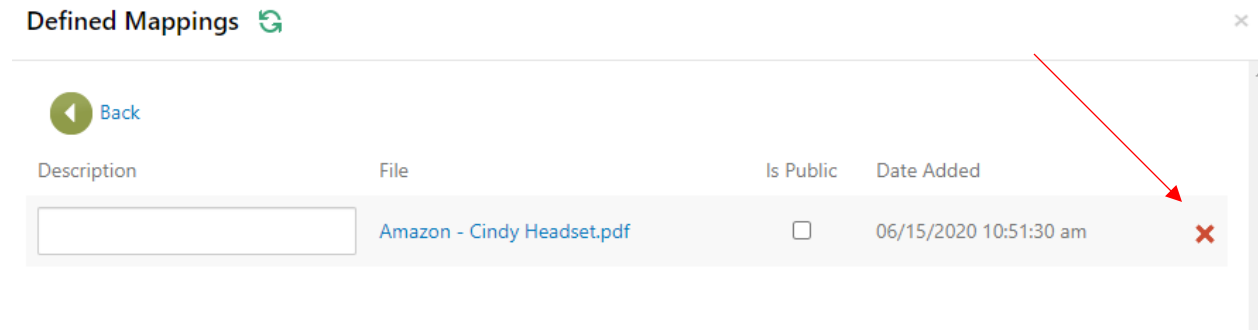 Defined Mappings
Back
Description File Is Public Date Added
Amazon - Cindy Headset.pdf 06/15/2020 10:51:30 am